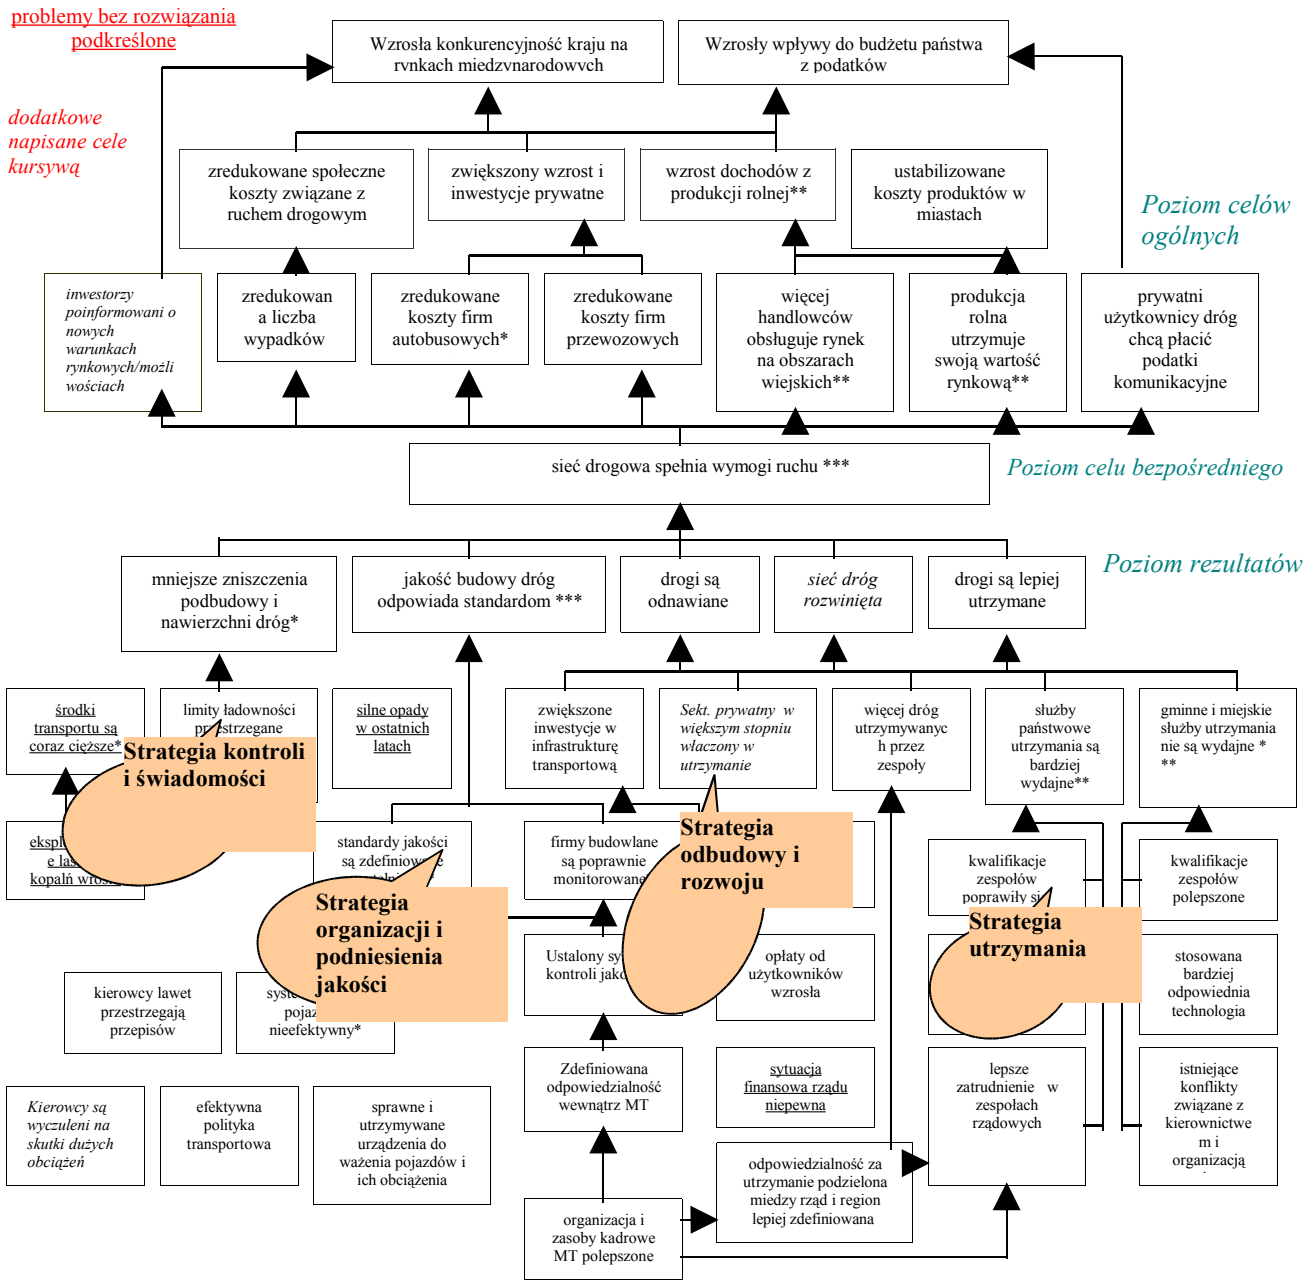 problemy bez rozwiązania
podkreślone
Wzrosła konkurencyjność kraju na
rynkach międzynarodowych
Wzrosły wpływy do budżetu państwa
z podatków
dodatkowe
napisane cele
kursywą
zredukowane społeczne
koszty związane z
ruchem drogowym
zwiększony wzrost i
inwestycje prywatne
wzrost dochodów z
produkcji rolnej**
ustabilizowane
koszty produktów w
miastach
Poziom celów
ogólnych
inwestorzy
poinformowani o
nowych
warunkach
rynkowych/możli
wościach
zredukowan
a liczba
wypadków
zredukowane
koszty firm
autobusowych*
zredukowane
koszty firm
przewozowych
więcej
handlowców
obsługuje rynek
na obszarach
wiejskich**
produkcja
rolna
utrzymuje
swoją wartość
rynkową**
prywatni
użytkownicy dróg
chcą płacić
podatki
komunikacyjne
sieć drogowa spełnia wymogi ruchu ***
Poziom celu bezpośredniego
Poziom rezultatów
mniejsze zniszczenia
podbudowy i
nawierzchni dróg*
jakość budowy dróg
odpowiada standardom ***
drogi są
odnawiane
sieć dróg
rozwinięta
drogi są lepiej
utrzymane
środki
transportu są
coraz cięższe*
limity ładowności
przestrzegane
silne opady
w ostatnich
latach
zwiększone
inwestycje w
infrastrukturę
transportową
Sekt. prywatny w
większym stopniu
włączony w
utrzymanie
więcej dróg
utrzymywanyc
h przez
zespoły
służby
państwowe
utrzymania są
bardziej
wydajne**
gminne i miejskie
służby utrzymania
nie są wydajne *
**
Strategia kontroli
i świadomości
kopalń
standardy jakości
są zdefiniowane
firmy budowlane
są poprawnie
monitorowane
Strategia
odbudowy i
rozwoju
kwalifikacje
zespołów
poprawiły
kwalifikacje
zespołów
polepszone
Strategia
organizacji i
podniesienia
jakości
Strategia
utrzymania
Ustalony
kontroli
opłaty od
użytkowników
wzrosła
stosowana
bardziej
odpowiednia
technologia
kierowcy lawet
przestrzegają
przepisów
nieefektywny*
Zdefiniowana
odpowiedzialność
wewnątrz MT
sytuacja
finansowa rządu
niepewna
lepsze
zatrudnienie w
zespołach
rządowych
istniejące
konflikty
związane z
kierownictwe
m i
organizacją
Kierowcy są
wyczuleni na
skutki dużych
obciążeń
efektywna
polityka
transportowa
sprawne i
utrzymywane
urządzenia do
ważenia pojazdów i
ich obciążenia
odpowiedzialność za
utrzymanie podzielona
miedzy rząd i region
lepiej zdefiniowana
organizacja i
zasoby kadrowe
MT polepszone